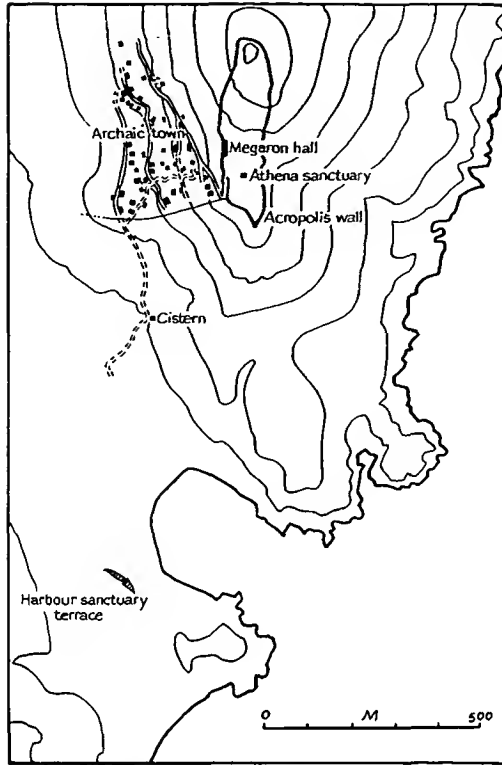 Archaic town
Megaron hall
Athena sanctuary
Acropolis wall
Cistern
Harbour sanctuary
terrace
0 M 500